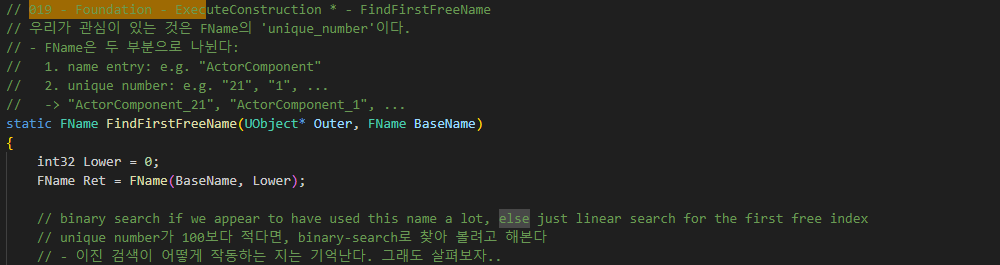 // 019 - Foundation - ExecuteConstruction * - FindFirstFreeName
// 우리가 관심이 있는 것은 FName의 'unique_number'이다.
// - FName은 두 부분으로 나뉜다:
//   1. name entry: e.g. "ActorComponent"
//   2. unique number: e.g. "21", "1", ...
//   -> "ActorComponent_21", "ActorComponent_1", ...
static FName FindFirstFreeName(UObject* Outer, FName BaseName)
{
    int32 Lower = 0;
    FName Ret = FName(BaseName, Lower);
    // binary search if we appear to have used this name a lot, else just linear search for the first free index
    // unique number가 100보다 적다면, binary-search로 찾아 볼려고 해본다
    // - 이진 검색이 어떻게 작동하는 지는 기억난다. 그래도 살펴보자..